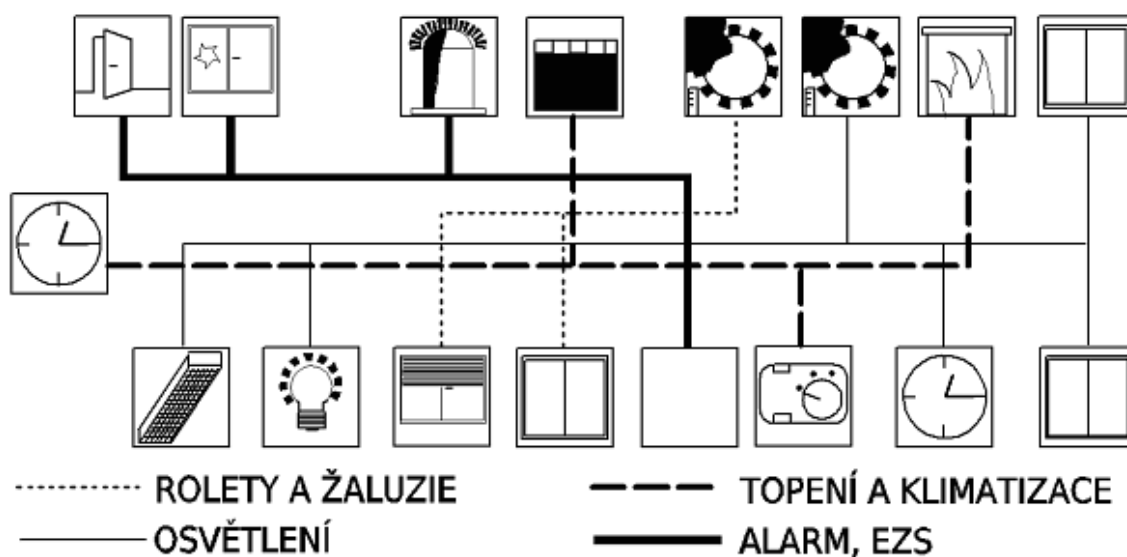 ROLETY A ŽALUZIE
TOPENÍ A KLIMATIZACE
OSVĚTLENÍ
ALARM, EZS